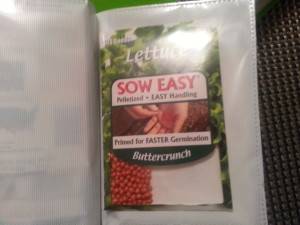 Lettuce
SOW EASY
Pelletized • EASY Handling
Primed for FASTER Germination
Buttercrunch